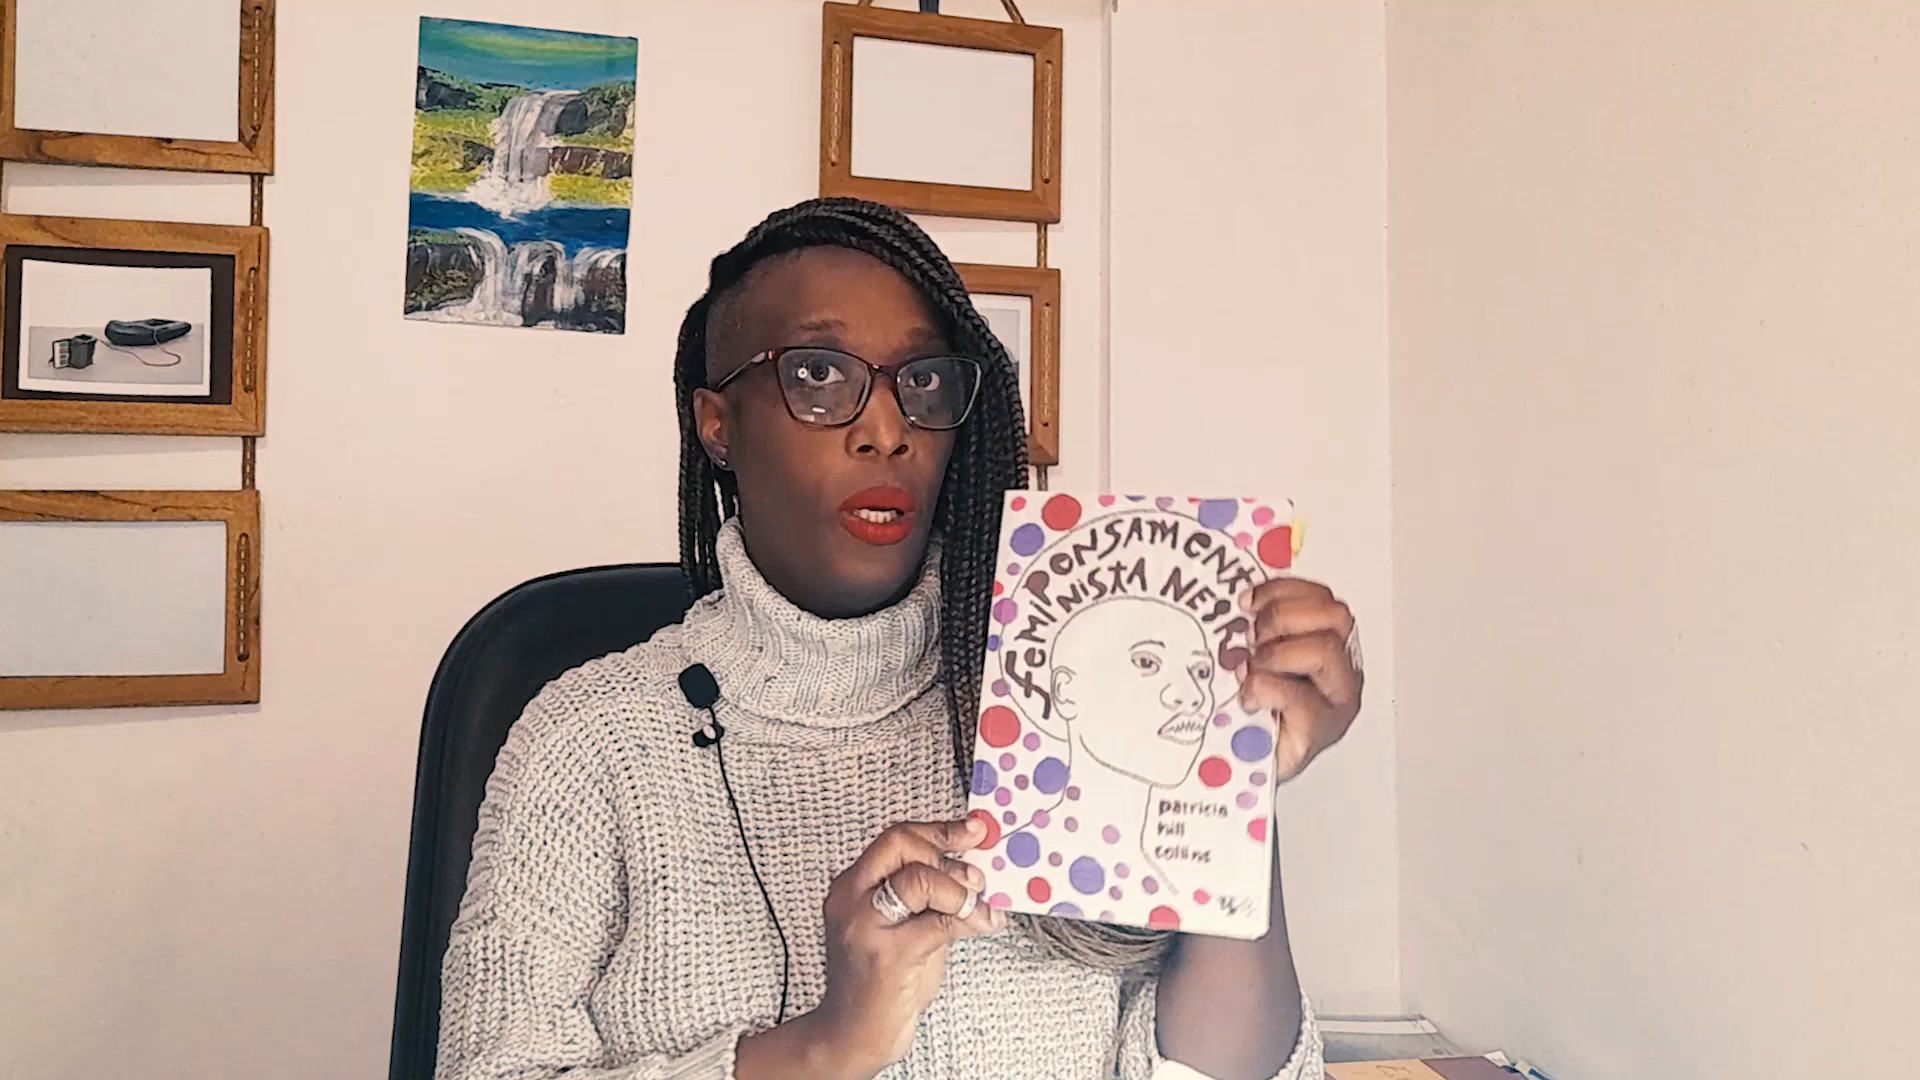 PENSAMENTO
FEMINISTA NEGRO
patricia
hill
collins